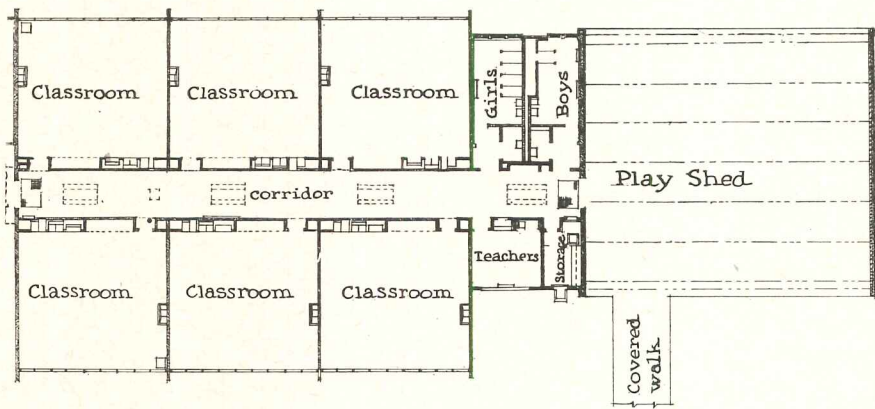 Classroom
Classroom
Classroom
Girls
Boys
corridor
Play Shed
Classroom
Classroom
Classroom
Teachers
Storage
Covered
walk